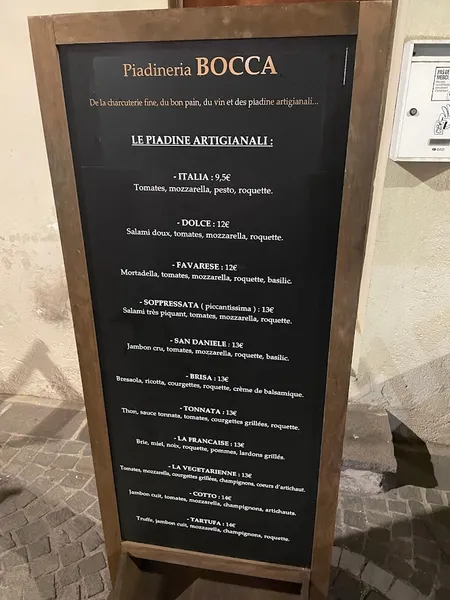 Piadineria BOCCA
De la charcuterie fine, du bon pain, du vin et des piadine artigianali...
LE PIADINE ARTIGIANALI :
- ITALIA : 9,5€
Tomates, mozzarella, pesto, roquette.
- DOLCE : 12€
Salami doux, tomates, mozzarella, roquette.
- FAVARESE : 12€
Mortadella, tomates, mozzarella, roquette, basilic.
- SOPPRESSATA ( piccantissima ) : 13€
Salami très piquant, tomates, mozzarella, roquette.
- SAN DANIELE : 13€
Jambon cru, tomates, mozzarella, roquette, basilic.
- BRISA : 13€
Bresaola, ricotta, courgettes, roquette, crème de balsamique.
- TONNATA : 13€
Thon, sauce tonnata, tomates, courgettes grillées, roquette.
- LA FRANCAISE : 13€
Brie, miel, noix, roquette, pommes, lardons grillés.
- LA VEGETARIENNE : 13€
Tomates, mozzarella, courgettes grillées, champignons, coeurs d'artichaut.
- COTTO : 14€
Jambon cuit, tomates, mozzarella, champignons, artichauts.
- TARTUFA : 14€
Truffe, jambon cuit, mozzarella, champignons, roquette.